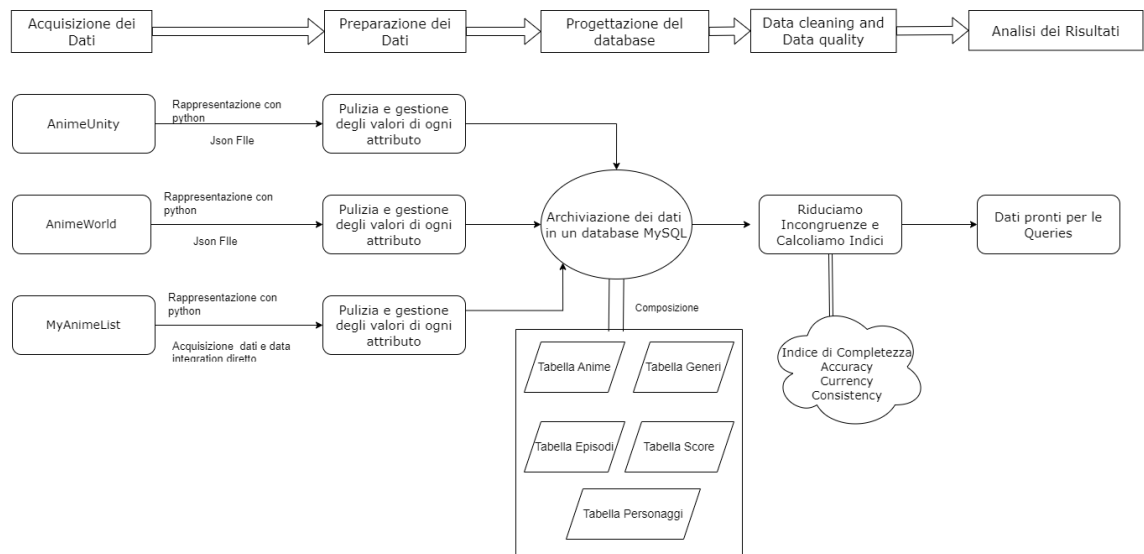 Acquisizione dei
Dati
Preparazione dei
Dati
Progettazione del
database
Data cleaning and
Data quality
Analisi dei Risultati
AnimeUnity
Rappresentazione con
python
Json FIle
Pulizia e gestione
degli valori di ogni
attributo
AnimeWorld
Rappresentazione con
python
Json FIle
Pulizia e gestione
degli valori di ogni
attributo
Archiviazione dei dati
in un database MySQL
Riduciamo
Incongruenze e
Calcoliamo Indici
Dati pronti per le
Queries
MyAnimeList
Rappresentazione con
python
Acquisizione dati e data
integration diretto
Pulizia e gestione
degli valori di ogni
attributo
Composizione
Tabella Anime
Tabella Generi
Tabella Episodi
Tabella Score
Tabella Personaggi
Indice di Completezza
Accuracy
Currency
Consistency